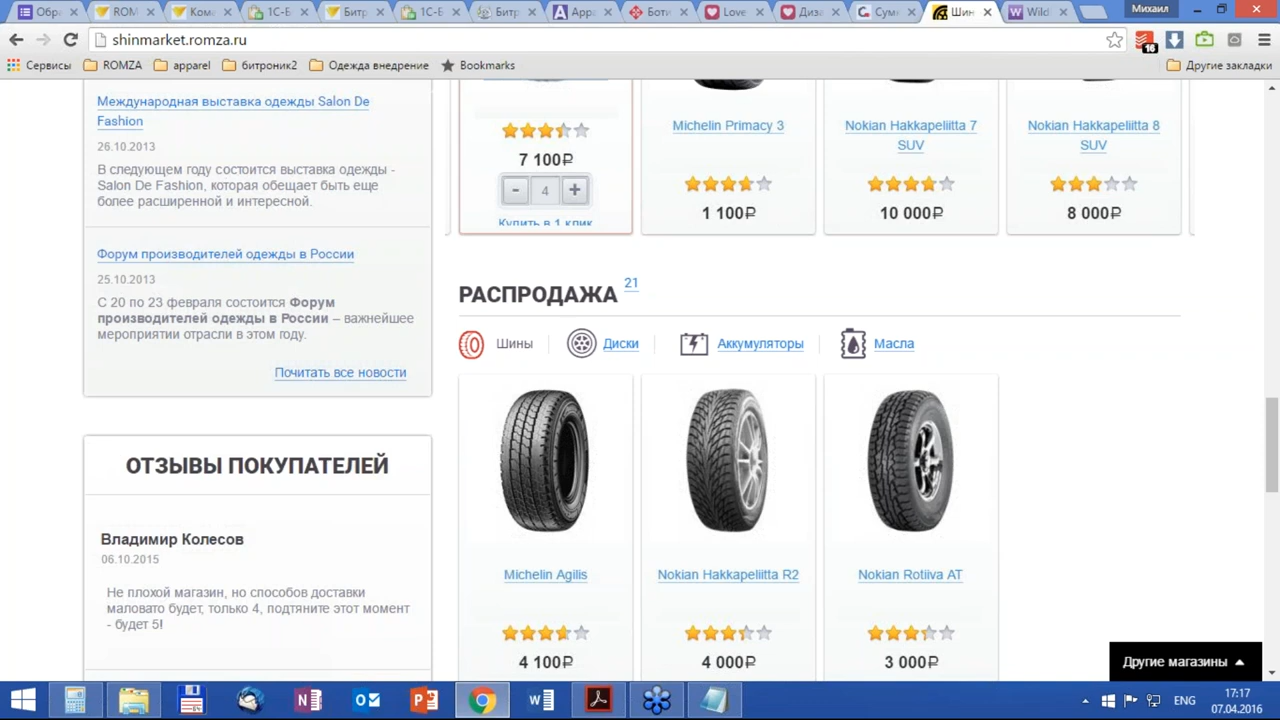 Обра
ROM
Ком
1С-Б
Битр
1С-Б
Битр
Appa
Боти
Love
Диза
Сум
Шин
Wild
Михаил
shinmarket.romza.ru
16
Сервисы
ROMZA
apparel
битроник2
Одежда внедрение
Bookmarks
Другие закладки
Международная выставка одежды Salon De
Fashion
26.10.2013
В следующем году состоится выставка одежды -
Salon De Fashion, которая обещает быть еще
более расширенной и интересной.
Форум производителей одежды в России
25.10.2013
С 20 по 23 февраля состоится Форум
производителей одежды в России – важнейшее
мероприятии отрасли в этом году.
Почитать все новости
ОТЗЫВЫ ПОКУПАТЕЛЕЙ
Владимир Колесов
06.10.2015
Не плохой магазин, но способов доставки
маловато будет, только 4, подтяните этот момент
- будет 5!
7 100₽
- 4 +
Купить в 1 клик
Michelin Primacy 3
1 100₽
Nokian Hakkapeliitta 7
SUV
10 000₽
Nokian Hakkapeliitta 8
SUV
8 000₽
РАСПРОДАЖА 21
Шины
Диски
Аккумуляторы
Масла
Michelin Agilis
Nokian Hakkapeliitta R2
Nokian Rotiiva AT
4 100₽
4 000₽
3 000₽
Другие магазины
ENG
17:17
07.04.2016